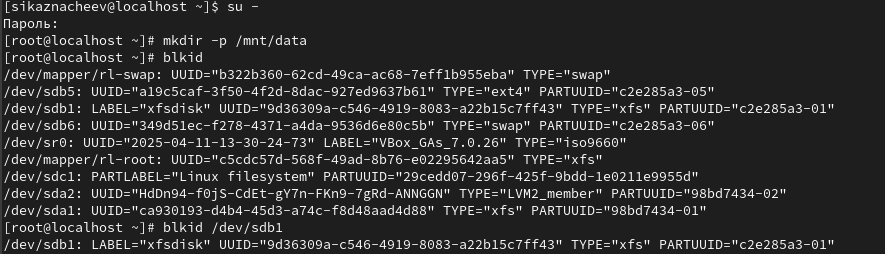 [sikaznacheev@localhost ~]$ su -
Пароль:
[root@localhost ~]# mkdir -p /mnt/data
[root@localhost ~]# blkid
/dev/mapper/rl-swap: UUID="b322b360-62cd-49ca-ac68-7eff1b955eba" TYPE="swap"
/dev/sdb5: UUID="a19c5caf-3f50-4f2d-8dac-927ed9637b61" TYPE="ext4" PARTUUID="c2e285a3-05"
/dev/sdb1: LABEL="xfsdisk" UUID="9d36309a-c546-4919-8083-a22b15c7ff43" TYPE="xfs" PARTUUID="c2e285a3-01"
/dev/sdb6: UUID="349d51ec-f278-4371-a4da-9536d6e80c5b" TYPE="swap" PARTUUID="c2e285a3-06"
/dev/sr0: UUID="2025-04-11-13-30-24-73" LABEL="VBox_GAs_7.0.26" TYPE="iso9660"
/dev/mapper/rl-root: UUID="c5cdc57d-568f-49ad-8b76-e02295642aa5" TYPE="xfs"
/dev/sdc1: PARTLABEL="Linux filesystem" PARTUUID="29cedd07-296f-425f-9bdd-1e0211e9955d"
/dev/sda2: UUID="HdDn94-f0jS-CdEt-gY7n-FKn9-7gRd-ANNGGN" TYPE="LVM2_member" PARTUUID="98bd7434-02"
/dev/sda1: UUID="ca930193-d4b4-45d3-a74c-f8d48aad4d88" TYPE="xfs" PARTUUID="98bd7434-01"
[root@localhost ~]# blkid /dev/sdb1
/dev/sdb1: LABEL="xfsdisk" UUID="9d36309a-c546-4919-8083-a22b15c7ff43" TYPE="xfs" PARTUUID="c2e285a3-01"